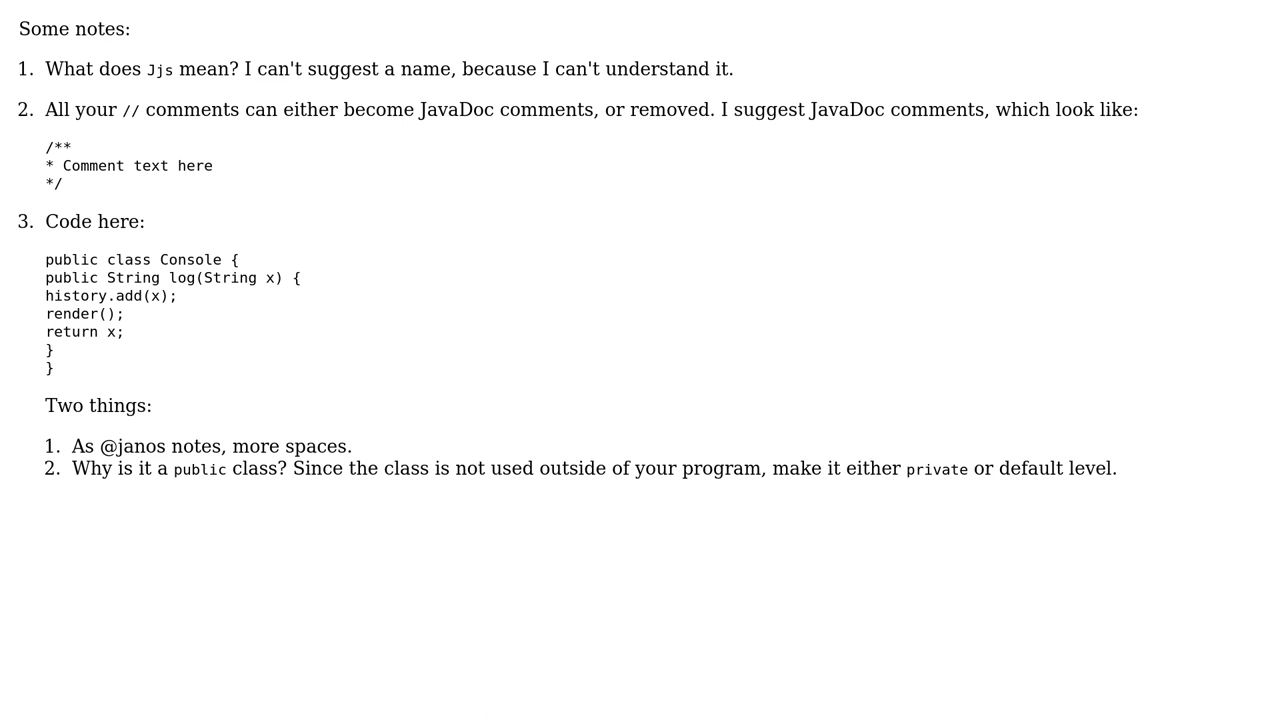 Some notes:
1. What does Jjs mean? I can't suggest a name, because I can't understand it.
2. All your // comments can either become JavaDoc comments, or removed. I suggest JavaDoc comments, which look like:
/**
* Comment text here
*/
3. Code here:
public class Console {
public String log(String x) {
history.add(x);
render();
return x;
}
}
Two things:
1. As @janos notes, more spaces.
2. Why is it a public class? Since the class is not used outside of your program, make it either private or default level.